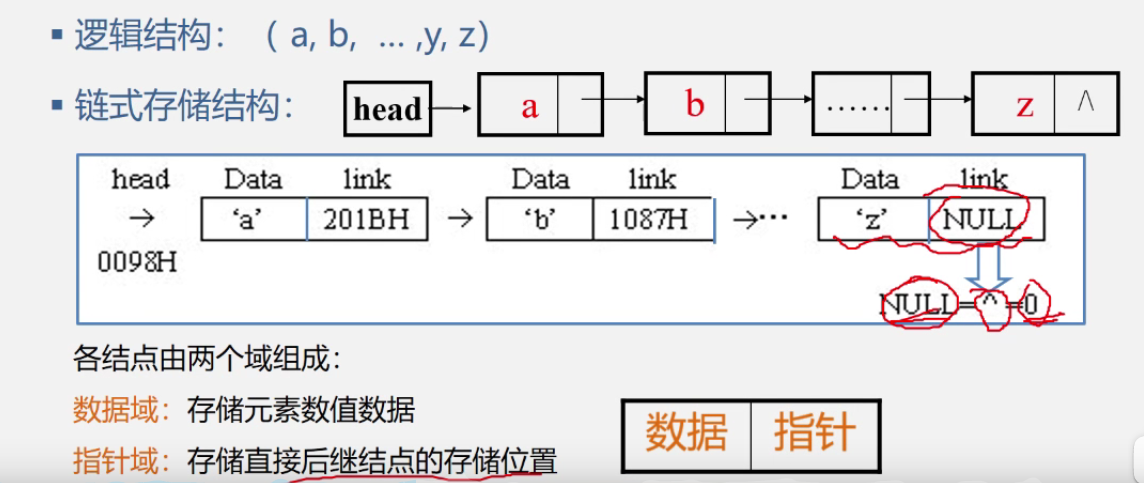 ▪ 逻辑结构： （ a, b, … ,y, z）
▪ 链式存储结构： head a b …… z ∧
head Data link Data link Data link
→ ‘a’ 201BH → ‘b’ 1087H →… ‘z’ NULL
0098H
NULL=^=0
各结点由两个域组成：
数据域：存储元素数值数据
指针域：存储直接后继结点的存储位置
数据 指针